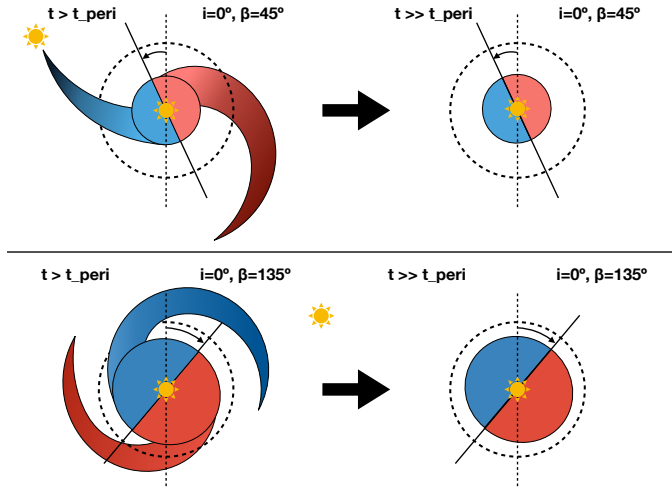 t > t_peri i=0º, β=45º
t >> t_peri i=0º, β=45º
t > t_peri i=0º, β=135º
t >> t_peri i=0º, β=135º